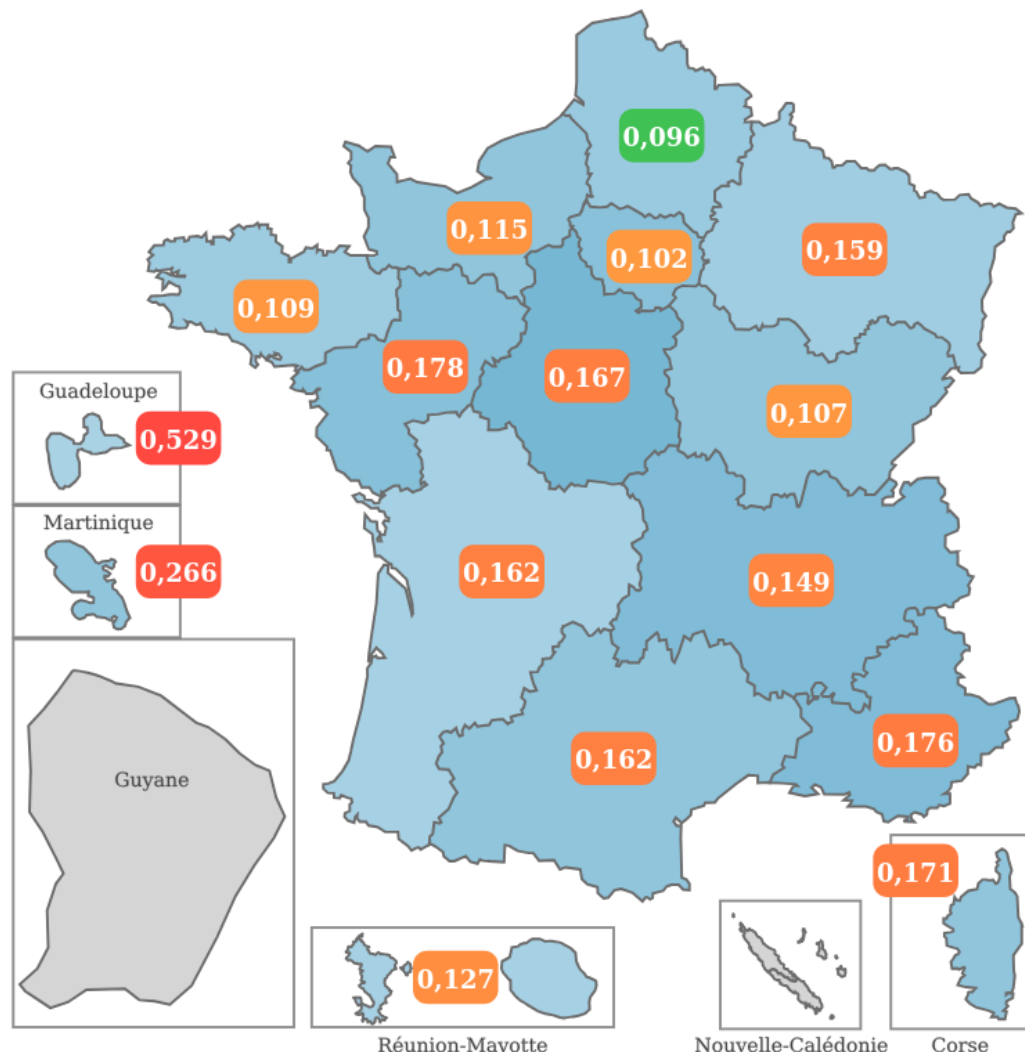 0,096
0,115
0,102
0,159
0,109
0,178
0,167
0,107
Guadeloupe
0,529
Martinique
0,266
0,162
0,149
Guyane
0,162
0,176
0,171
0,127
Réunion-Mayotte
Nouvelle-Calédonie
Corse